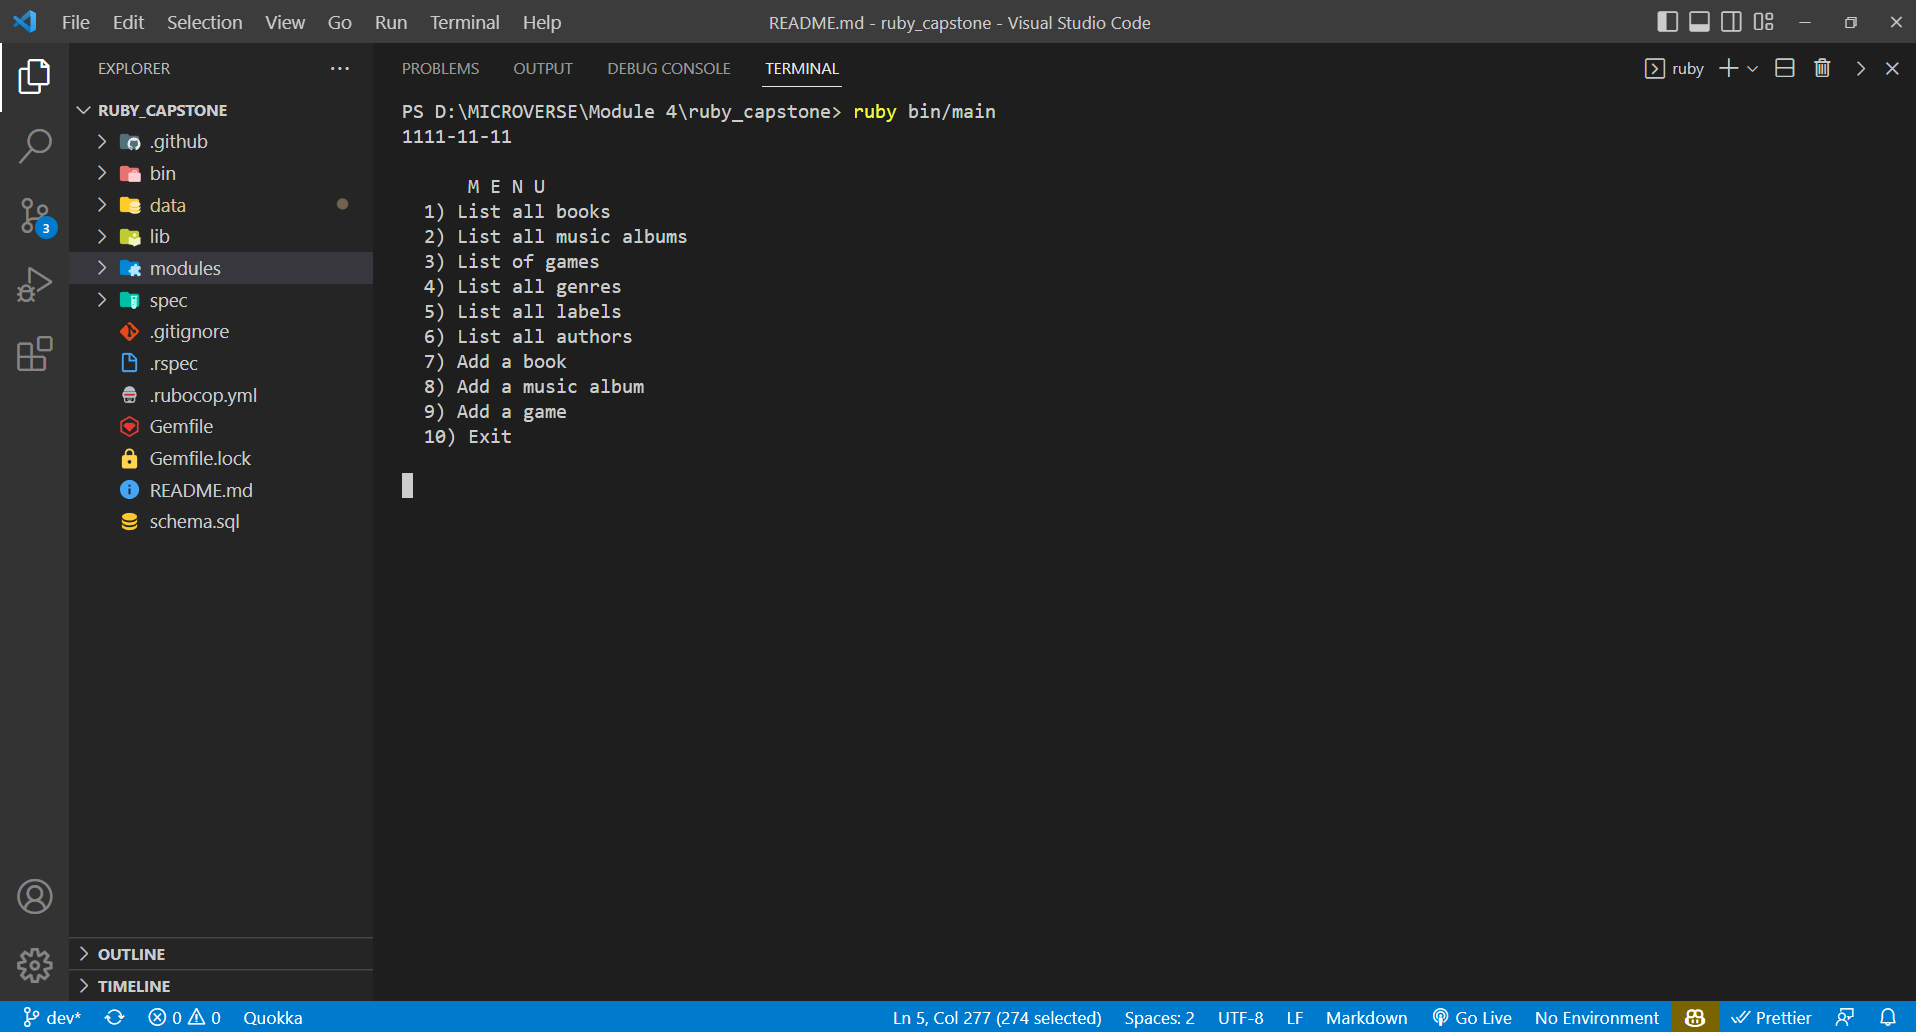 File Edit Selection View Go Run Terminal Help
README.md - ruby_capstone - Visual Studio Code
EXPLORER
RUBY_CAPSTONE
.github
bin
data
lib
modules
spec
.gitignore
.rspec
.rubocop.yml
Gemfile
Gemfile.lock
README.md
schema.sql
OUTLINE
TIMELINE
3
PROBLEMS OUTPUT DEBUG CONSOLE TERMINAL
ruby
PS D:\MICROVERSE\Module 4\ruby_capstone> ruby bin/main
1111-11-11
M E N U
1) List all books
2) List all music albums
3) List of games
4) List all genres
5) List all labels
6) List all authors
7) Add a book
8) Add a music album
9) Add a game
10) Exit
dev* 0 0 Quokka Ln 5, Col 277 (274 selected) Spaces: 2 UTF-8 LF Markdown Go Live No Environment Prettier